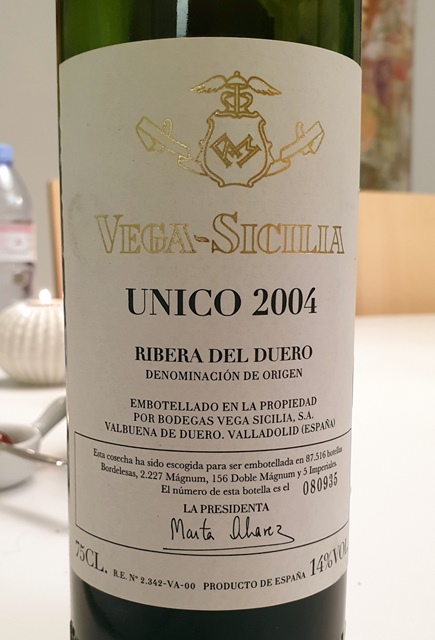 VEGA-SICILIA
UNICO 2004
RIBERA DEL DUERO
DENOMINACIÓN DE ORIGEN
EMBOTELLADO EN LA PROPIEDAD
POR BODEGAS VEGA SICILIA, S.A.
VALBUENA DE DUERO. VALLADOLID (ESPAÑA)
Esta cosecha ha sido escogida para ser embotellada en 87.516 botellas
Bordelesas, 2.227 Mágnum, 156 Doble Mágnum y 5 Imperiales.
El número de esta botella es el 080935
LA PRESIDENTA
Marta Alvarez
75CL. R.E. Nº 2.342-VA-00 PRODUCTO DE ESPAÑA 14%VOL